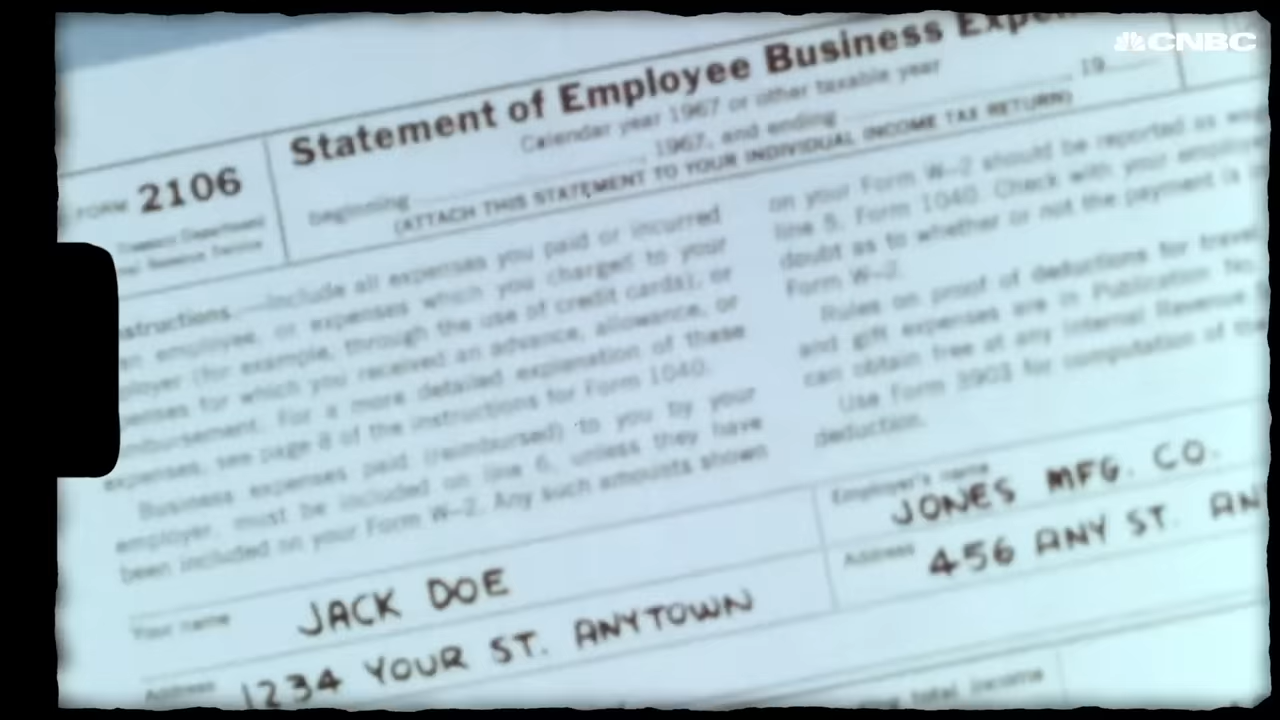 CNBC
Statement of Employee Business
Calendar year 1967 or other taxable year
beginning 1967, and ending 19
(ATTACH THIS STATEMENT TO YOUR INDIVIDUAL INCOME TAX RETURN)
FORM 2106
Treasury Department
Revenue Service
include all expenses you paid or incurred
employee, or expenses which you charged to your
(for example, through the use of credit cards), or
for which you received an advance, allowance, or
For a more detailed explanation of these
expenses, see page 8 of the instructions for Form 1040.
Business expenses paid (reimbursed) to you by your
employer, must be included on line 6, unless they have
been included on your Form W-2. Any such amounts shown
on your Form W-2 should be reported as
line 5, Form 1040. Check with your
doubt as to whether or not the payment is
Form W-2.
Rules on proof of deductions for
and gift expenses are in Publication No.
can obtain free at any Internal Revenue
Use Form 3903 for computation of
deduction.
Your name JACK DOE
Address 1234 YOUR ST. ANYTOWN
Employer's name JONES MFG. CO.
Address 456 ANY ST.
total income